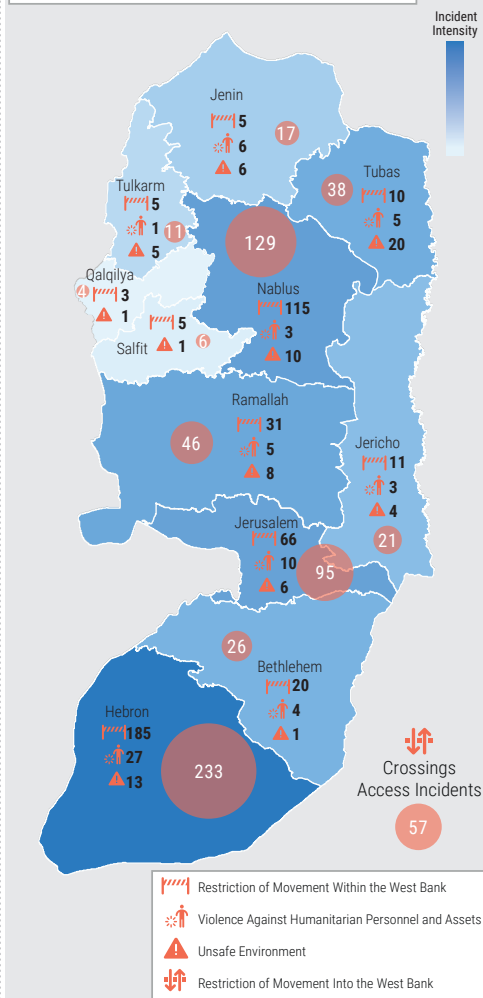 Incident
Intensity
Jenin
5
17
6
6
Tubas
38
10
5
20
Tulkarm
5
1
11
5
129
Nablus
115
3
10
Qalqilya
4
3
1
5
Salfit
1
6
Ramallah
31
46
5
8
Jericho
11
3
4
21
Jerusalem
66
10
95
6
26
Bethlehem
20
4
1
Hebron
185
27
233
13
Crossings
Access Incidents
57
Restriction of Movement Within the West Bank
Violence Against Humanitarian Personnel and Assets
Unsafe Environment
Restriction of Movement Into the West Bank